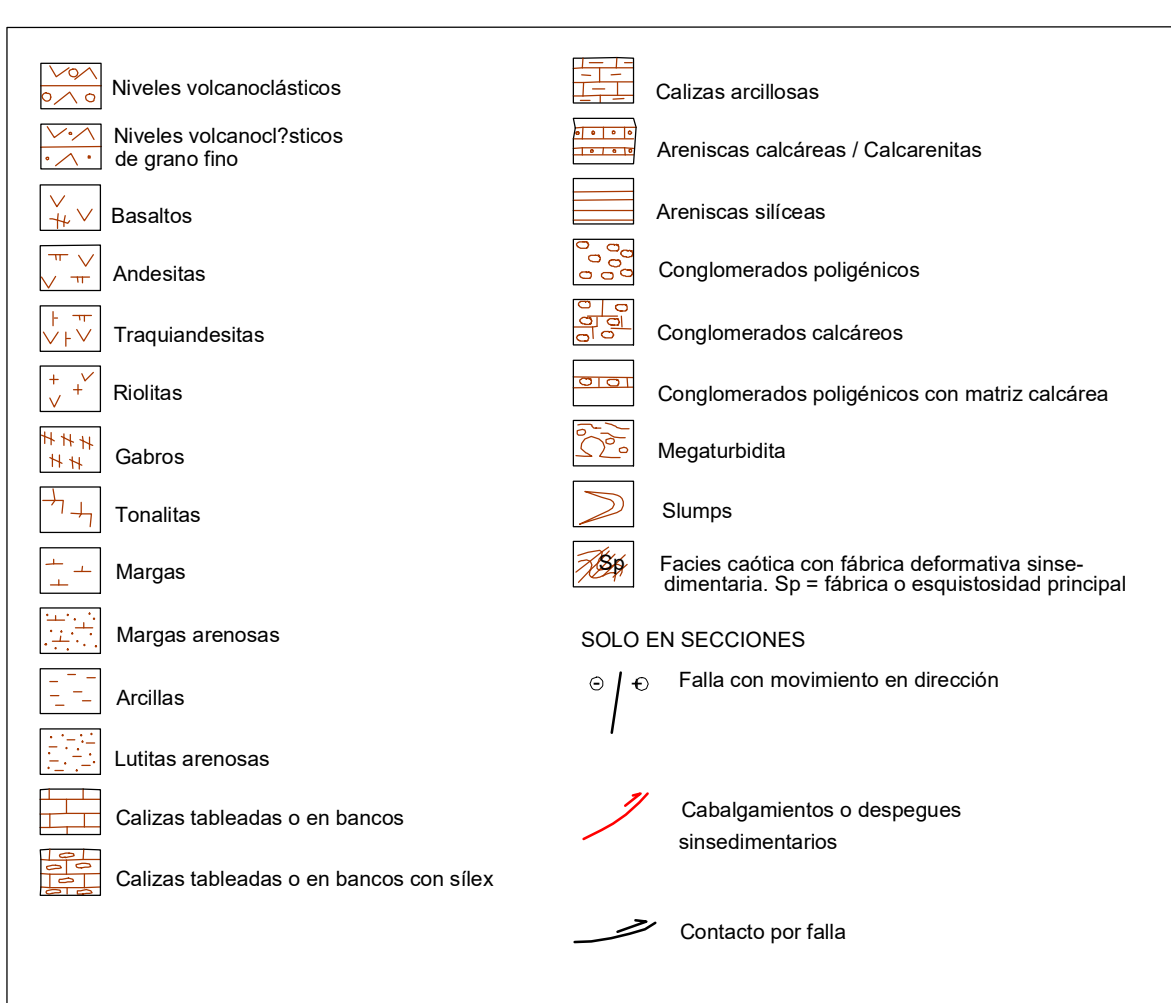 Niveles volcanoclásticos
Niveles volcanocl?sticos
de grano fino
Basaltos
Andesitas
Traquiandesitas
Riolitas
Gabros
Tonalitas
Margas
Margas arenosas
Arcillas
Lutitas arenosas
Calizas tableadas o en bancos
Calizas tableadas o en bancos con sílex
Calizas arcillosas
Areniscas calcáreas / Calcarenitas
Areniscas silíceas
Conglomerados poligénicos
Conglomerados calcáreos
Conglomerados poligénicos con matriz calcárea
Megaturbidita
Slumps
Sp
Facies caótica con fábrica deformativa sinse-
dimentaria. Sp = fábrica o esquistosidad principal
SOLO EN SECCIONES
Falla con movimiento en dirección
Cabalgamientos o despegues
sinsedimentarios
Contacto por falla